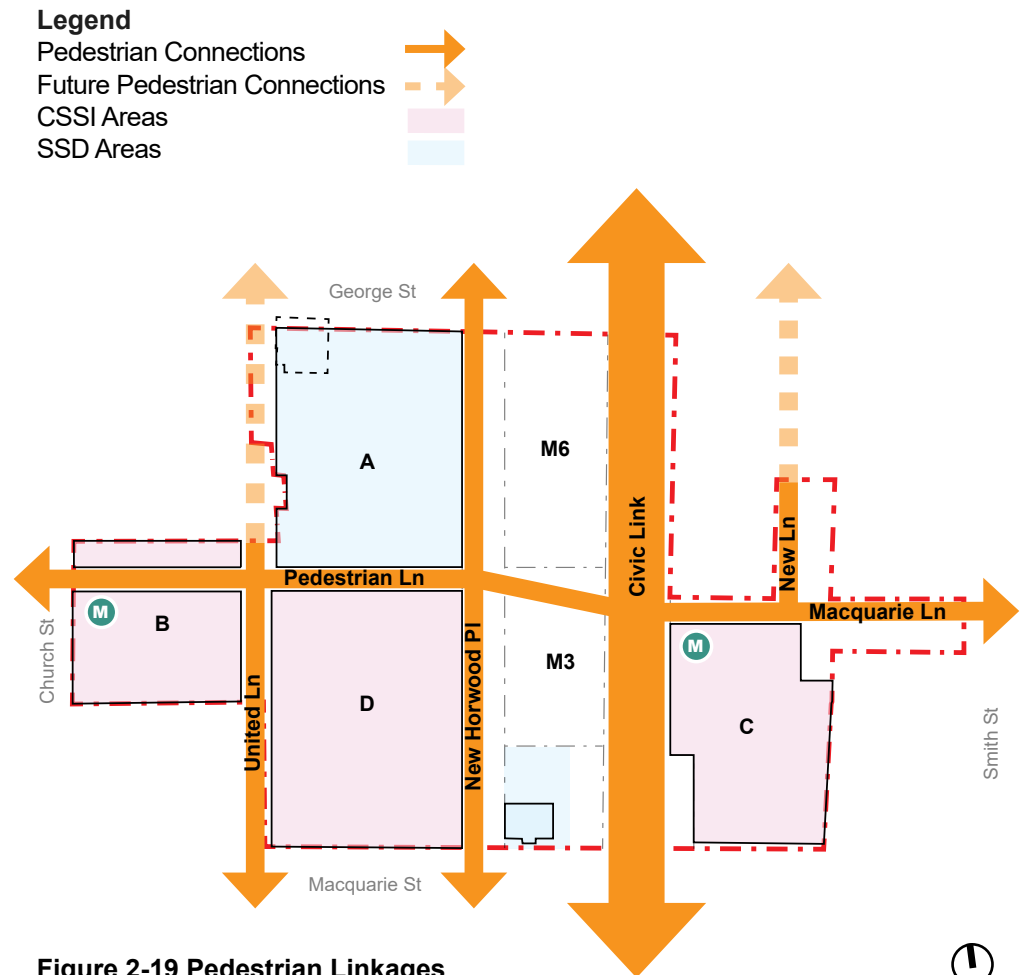 Legend
Pedestrian Connections
Future Pedestrian Connections
CSSI Areas
SSD Areas
George St
A
M6
Civic Link
New Ln
Pedestrian Ln
Macquarie Ln
M
B
Church St
M
M3
United Ln
D
New Horwood Pl
C
Smith St
Macquarie St
Figure 2-19 Pedestrian Linkages